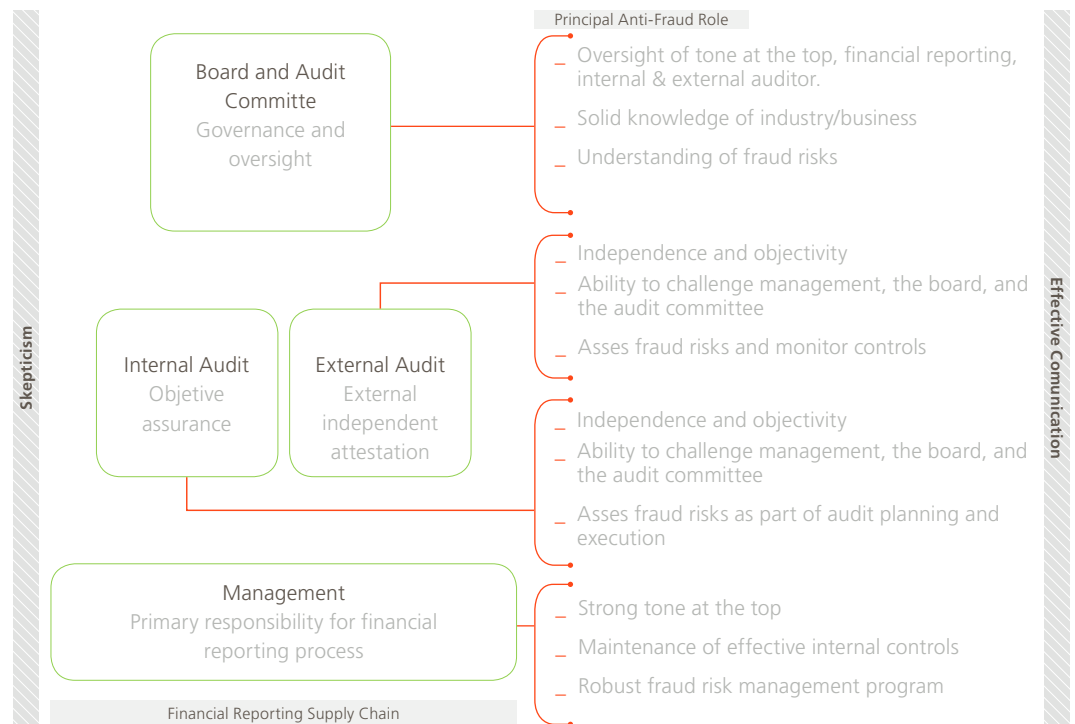 Principal Anti-Fraud Role
Board and Audit
Committe
Governance and
oversight
_ Oversight of tone at the top, financial reporting,
internal & external auditor.
_ Solid knowledge of industry/business
_ Understanding of fraud risks
Skepticism
Internal Audit
Objetive
assurance
External Audit
External
independent
attestation
_ Independence and objectivity
_ Ability to challenge management, the board, and
the audit committee
_ Asses fraud risks and monitor controls
_ Independence and objectivity
_ Ability to challenge management, the board, and
the audit committee
_ Asses fraud risks as part of audit planning and
execution
Effective Comunication
Management
Primary responsibility for financial
reporting process
_ Strong tone at the top
_ Maintenance of effective internal controls
_ Robust fraud risk management program
Financial Reporting Supply Chain